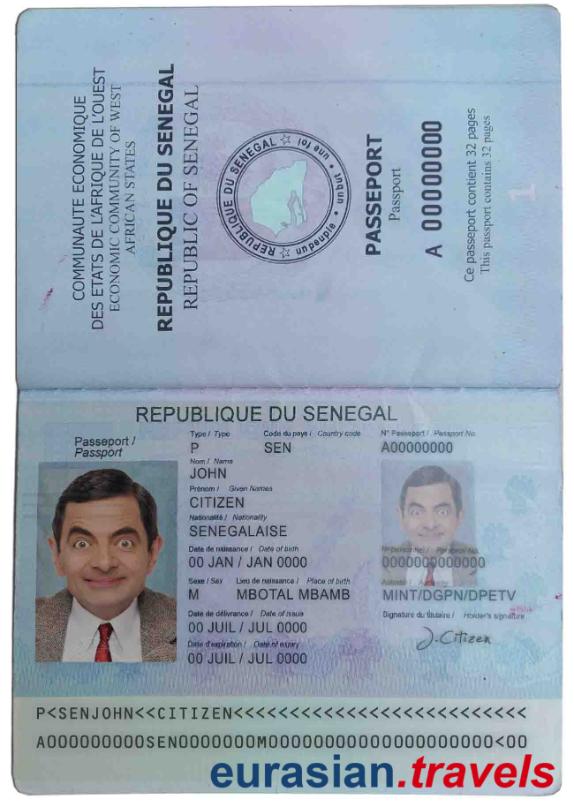 COMMUNAUTE ECONOMIQUE
DES ETATS DE L'AFRIQUE DE L'OUEST
ECONOMIC COMMUNITY OF WEST
AFRICAN STATES
REPUBLIQUE DU SENEGAL
REPUBLIC OF SENEGAL
REPUBLIQUE DU SENEGAL ☆ un peuple • un but • une foi ☆
PASSEPORT
Passport
A 00000000
Ce passeport contient 32 pages
This passport contains 32 pages
1
REPUBLIQUE DU SENEGAL
Passeport /
Passport
Type / Type Code du pays / Country code N° Passeport / Passport No
P SEN A00000000
Nom / Name
JOHN
Prénom / Given Names
CITIZEN
Nationalité / Nationality
SENEGALAISE
Date de naissance / Date of birth N° personnel / Personal No
00 JAN / JAN 0000 0000000000000
Sexe / Sex Lieu de naissance / Place of birth Autorité / Authority
M MBOTAL MBAMB MINT/DGPN/DPETV
Date de délivrance / Date of issue Signature du titulaire / Holder's signature
00 JUIL / JUL 0000 J. Citizen
Date d'expiration / Date of expiry
00 JUIL / JUL 0000
P<SENJOHN<<CITIZEN<<<<<<<<<<<<<<<<<<<<<<<<<<
A000000000SEN0000000M00000000000000000000<00
eurasian.travels